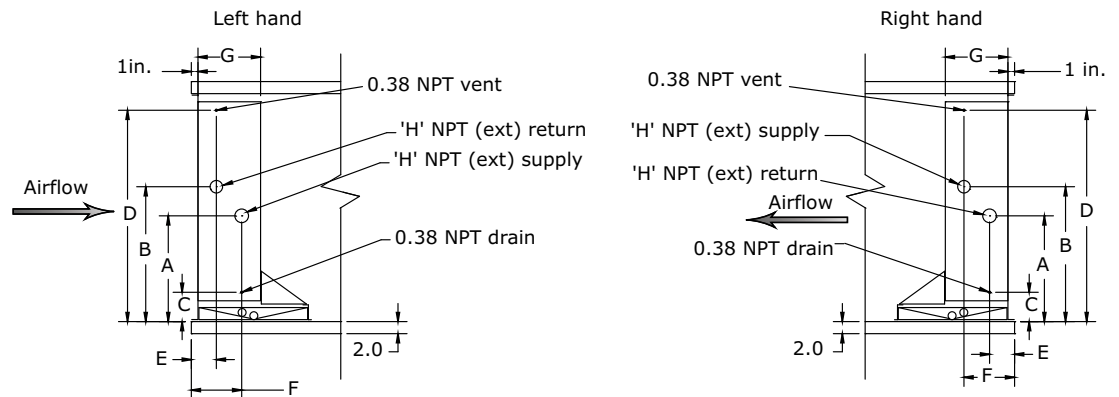 Left hand
G
1in.
0.38 NPT vent
'H' NPT (ext) return
'H' NPT (ext) supply
Airflow
D
B
A
0.38 NPT drain
C
2.0
E
F
Right hand
G
1 in.
0.38 NPT vent
'H' NPT (ext) supply
'H' NPT (ext) return
Airflow
D
B
0.38 NPT drain
A
C
2.0
E
F